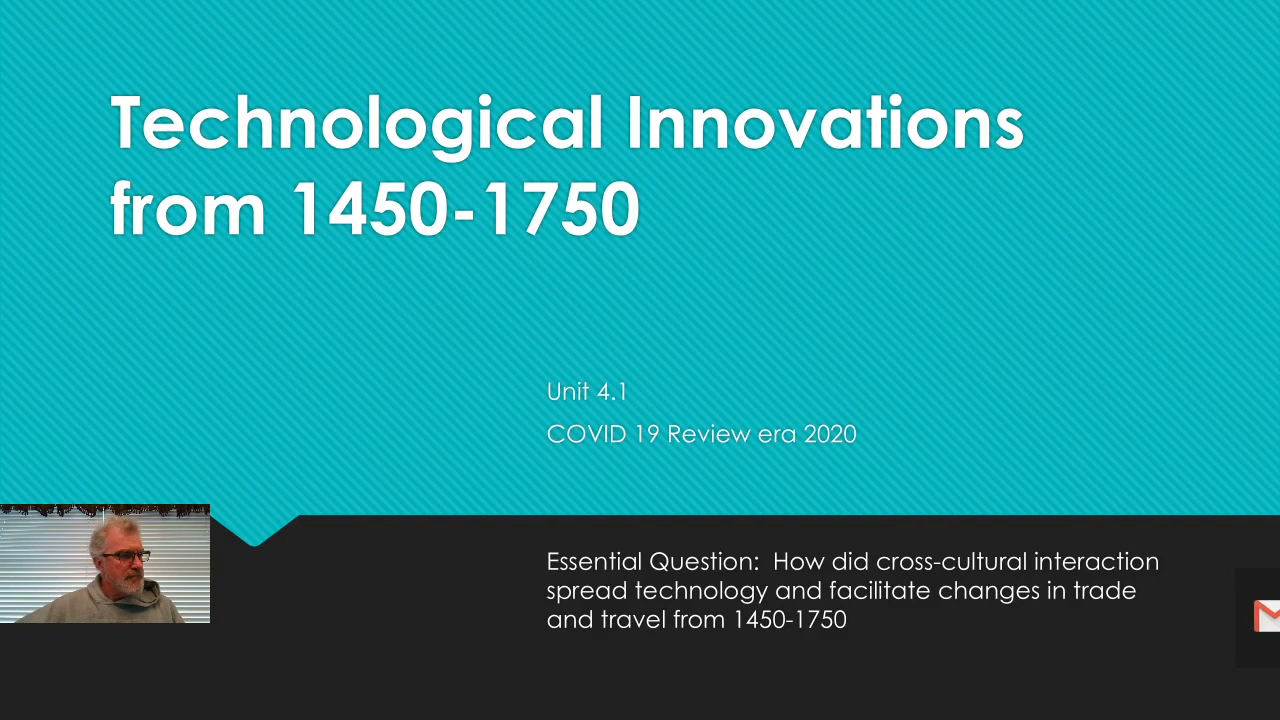 Technological Innovations
from 1450-1750
Unit 4.1
COVID 19 Review era 2020
Essential Question:  How did cross-cultural interaction
spread technology and facilitate changes in trade
and travel from 1450-1750